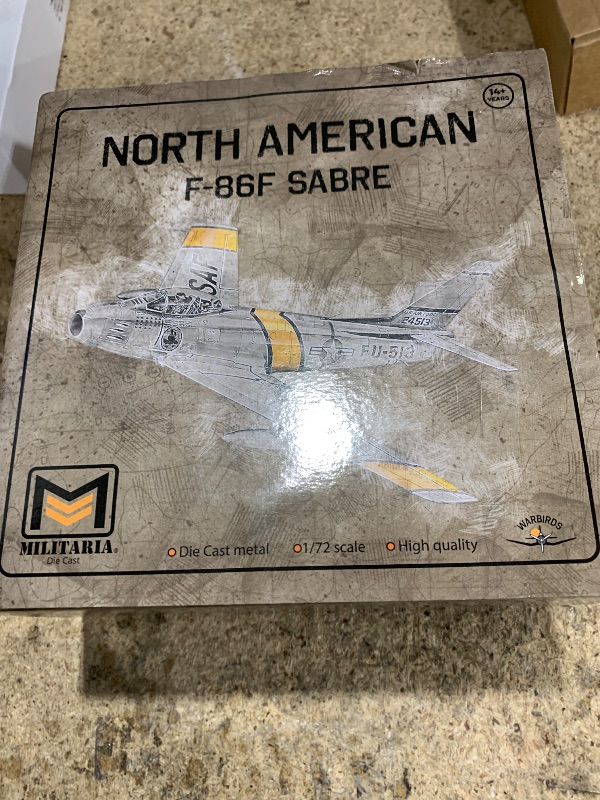 14+
YEARS
NORTH AMERICAN
F-86F SABRE
FU-513
24513
M
MILITARIA®
Die Cast
Die Cast metal
1/72 scale
High quality
WARBIRDS